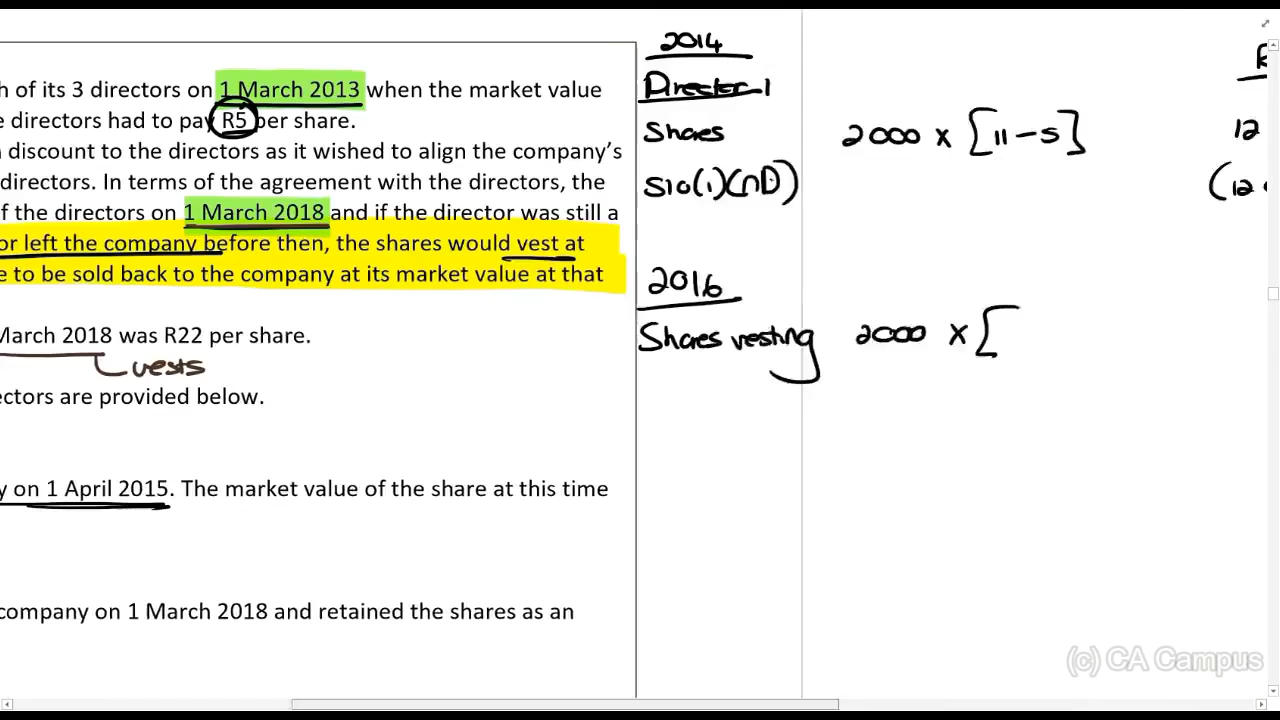 h of its 3 directors on 1 March 2013 when the market value
e directors had to pay R5 per share.
discount to the directors as it wished to align the company's
directors. In terms of the agreement with the directors, the
f the directors on 1 March 2018 and if the director was still a
or left the company before then, the shares would vest at
e to be sold back to the company at its market value at that
March 2018 was R22 per share.
vests
ectors are provided below.
y on 1 April 2015. The market value of the share at this time
company on 1 March 2018 and retained the shares as an
2014
Director 1
Shares 2000 x [11-5] 12
S10(1)(nD) (12
2016
Shares vesting 2000 x [
(c) CA Campus